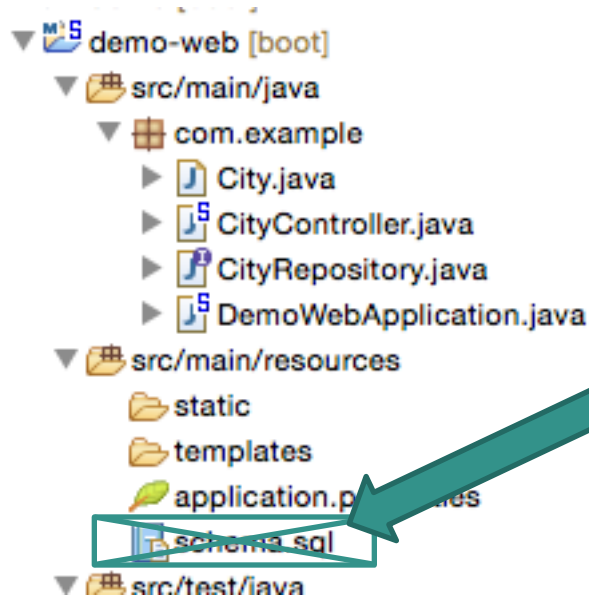 demo-web [boot]
src/main/java
com.example
City.java
CityController.java
CityRepository.java
DemoWebApplication.java
src/main/resources
static
templates
schema.sql
src/test/java